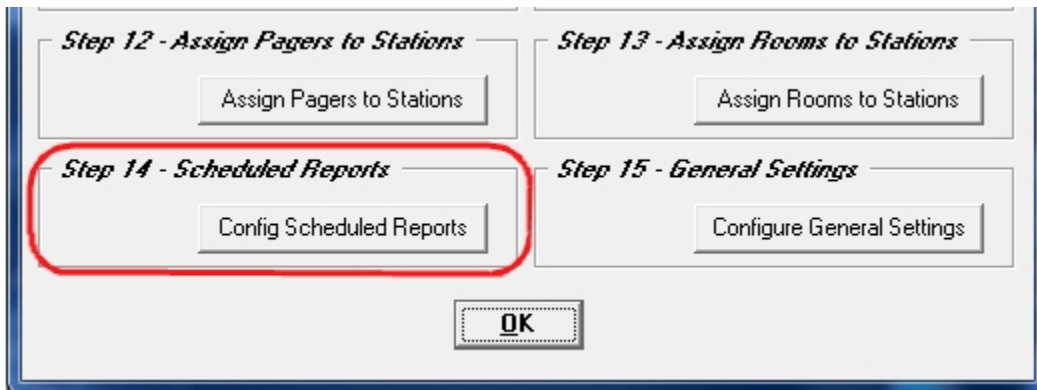 Step 12 - Assign Pagers to Stations
Step 13 - Assign Rooms to Stations
Assign Pagers to Stations
Assign Rooms to Stations
Step 14 - Scheduled Reports
Step 15 - General Settings
Config Scheduled Reports
Configure General Settings
OK